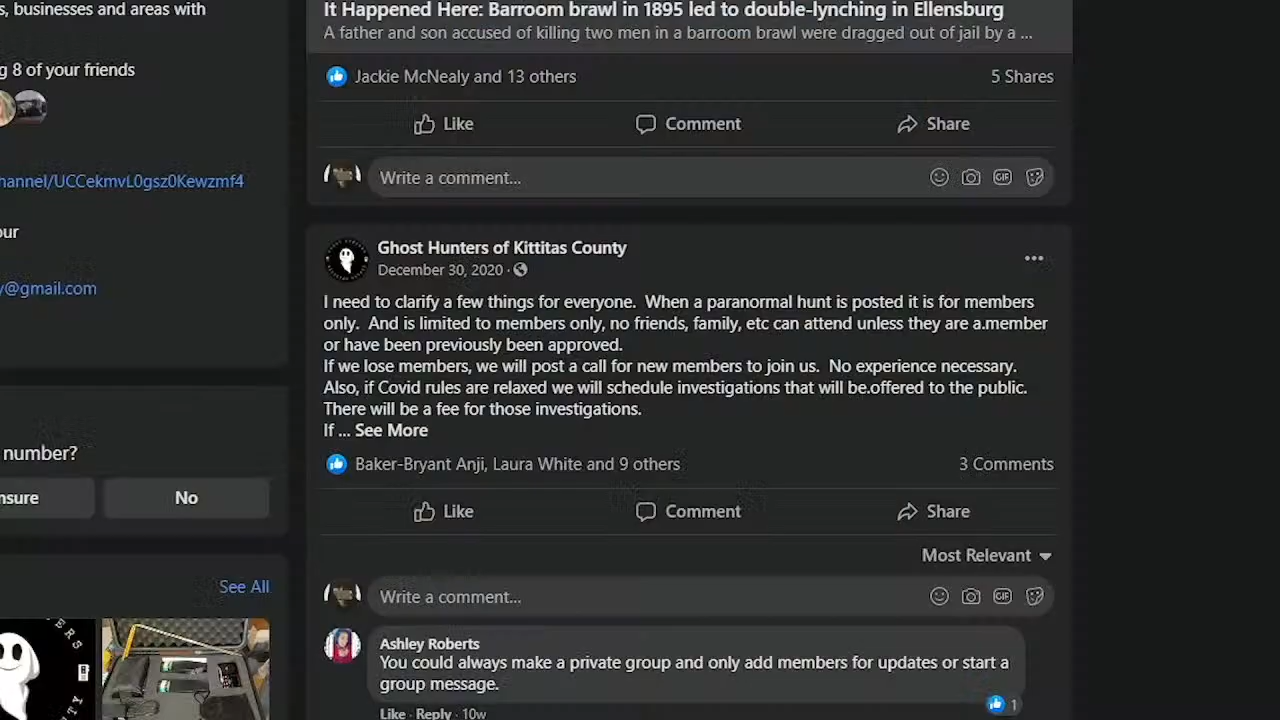 s, businesses and areas with
g 8 of your friends
hannel/UCCekmvL0gsz0Kewzmf4
our
y@gmail.com
number?
nsure
No
See All
It Happened Here: Barroom brawl in 1895 led to double-lynching in Ellensburg
A father and son accused of killing two men in a barroom brawl were dragged out of jail by a ...
Jackie McNealy and 13 others
5 Shares
Like
Comment
Share
Write a comment...
GIF
Ghost Hunters of Kittitas County
December 30, 2020 ·
I need to clarify a few things for everyone. When a paranormal hunt is posted it is for members
only. And is limited to members only, no friends, family, etc can attend unless they are a.member
or have been previously been approved.
If we lose members, we will post a call for new members to join us. No experience necessary.
Also, if Covid rules are relaxed we will schedule investigations that will be.offered to the public.
There will be a fee for those investigations.
If ... See More
Baker-Bryant Anji, Laura White and 9 others
3 Comments
Like
Comment
Share
Most Relevant
Write a comment...
GIF
Ashley Roberts
You could always make a private group and only add members for updates or start a
group message.
1
Like · Reply · 10w